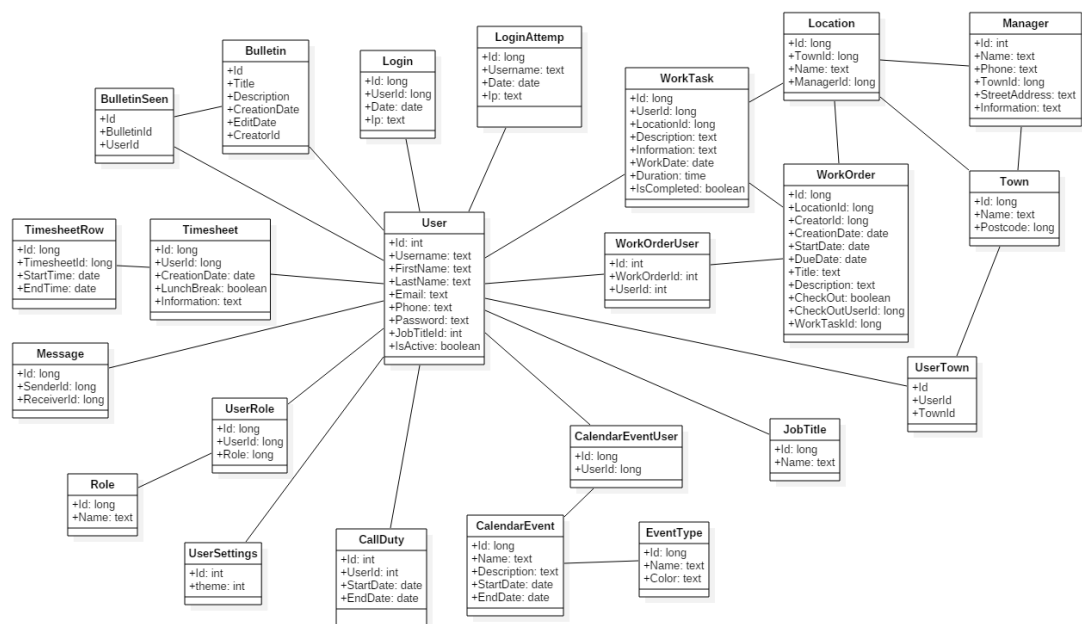 Location
+Id: long
+TownId: long
+Name: text
+ManagerId: long
Manager
+Id: int
+Name: text
+Phone: text
+TownId: long
+StreetAddress: text
+Information: text
LoginAttemp
+Id: long
+Username: text
+Date: date
+Ip: text
Bulletin
+Id
+Title
+Description
+CreationDate
+EditDate
+CreatorId
Login
+Id: long
+UserId: long
+Date: date
+Ip: text
WorkTask
+Id: long
+UserId: long
+LocationId: long
+Description: text
+Information: text
+WorkDate: date
+Duration: time
+IsCompleted: boolean
BulletinSeen
+Id
+BulletinId
+UserId
WorkOrder
+Id: long
+LocationId: long
+CreatorId: long
+CreationDate: date
+StartDate: date
+DueDate: date
+Title: text
+Description: text
+CheckOut: boolean
+CheckOutUserId: long
+WorkTaskId: long
Town
+Id: long
+Name: text
+Postcode: long
User
+Id: int
+Username: text
+FirstName: text
+LastName: text
+Email: text
+Phone: text
+Password: text
+JobTitleId: int
+IsActive: boolean
TimesheetRow
+Id: long
+TimesheetId: long
+StartTime: date
+EndTime: date
Timesheet
+Id: long
+UserId: long
+CreationDate: date
+LunchBreak: boolean
+Information: text
WorkOrderUser
+Id: int
+WorkOrderId: int
+UserId: int
Message
+Id: long
+SenderId: long
+ReceiverId: long
UserTown
+Id
+UserId
+TownId
UserRole
+Id: long
+UserId: long
+Role: long
JobTitle
+Id: long
+Name: text
CalendarEventUser
+Id: long
+UserId: long
Role
+Id: long
+Name: text
CalendarEvent
+Id: long
+Name: text
+Description: text
+StartDate: date
+EndDate: date
EventType
+Id: long
+Name: text
+Color: text
CallDuty
+Id: int
+UserId: int
+StartDate: date
+EndDate: date
UserSettings
+Id: int
+theme: int